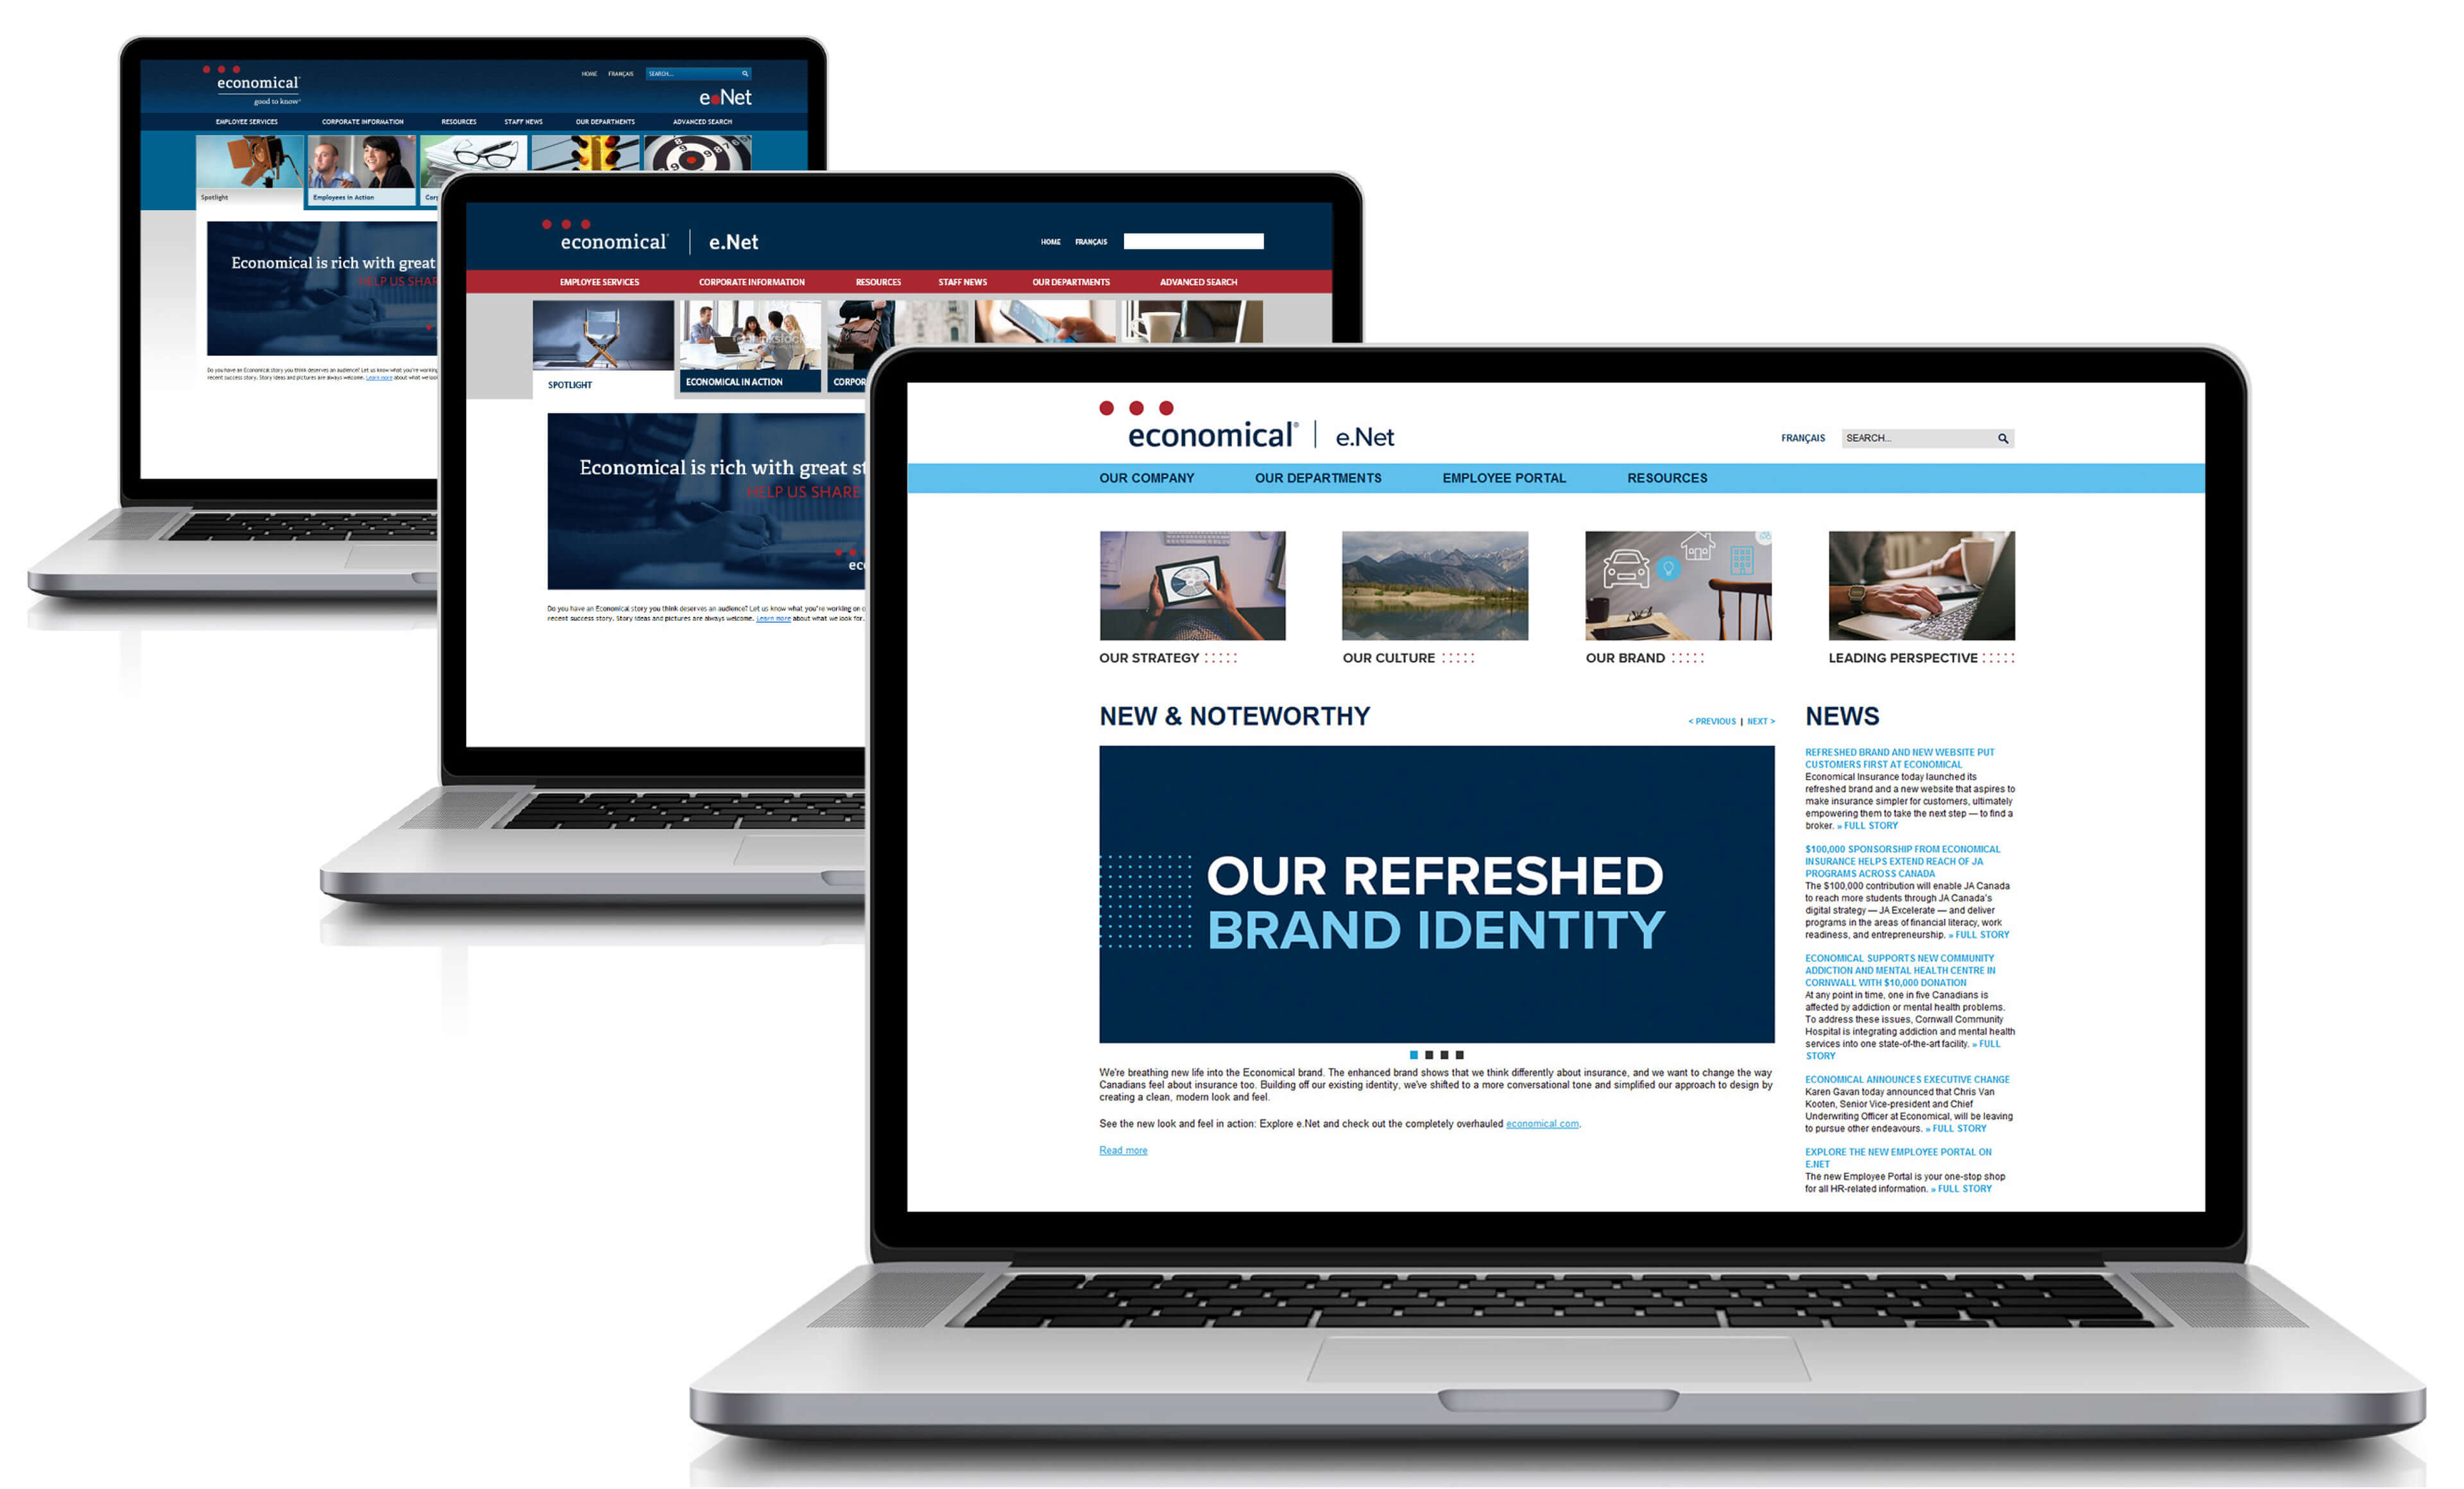 economical
good to know
HOME FRANÇAIS SEARCH...
e.Net
EMPLOYEE SERVICES CORPORATE INFORMATION RESOURCES STAFF NEWS OUR DEPARTMENTS ADVANCED SEARCH
Spotlight Employees in Action
Economical is rich with great
HELP US SHAR
Do you have an Economical story you think deserves an audience? Let us know what you're working
recent success story. Story ideas and pictures are always welcome. Learn more about what we look
economical® | e.Net
HOME FRANÇAIS
EMPLOYEE SERVICES CORPORATE INFORMATION RESOURCES STAFF NEWS OUR DEPARTMENTS ADVANCED SEARCH
SPOTLIGHT ECONOMICAL IN ACTION CORPOR
Economical is rich with great st
HELP US SHARE
ec
Do you have an Economical story you think deserves an audience? Let us know what you're working on o
recent success story. Story ideas and pictures are always welcome. Learn more about what we look for.
economical® | e.Net
FRANÇAIS SEARCH...
OUR COMPANY OUR DEPARTMENTS EMPLOYEE PORTAL RESOURCES
OUR STRATEGY OUR CULTURE OUR BRAND LEADING PERSPECTIVE
NEW & NOTEWORTHY
< PREVIOUS | NEXT >
OUR REFRESHED
BRAND IDENTITY
We're breathing new life into the Economical brand. The enhanced brand shows that we think differently about insurance, and we want to change the way
Canadians feel about insurance too. Building off our existing identity, we've shifted to a more conversational tone and simplified our approach to design by
creating a clean, modern look and feel.
See the new look and feel in action: Explore e.Net and check out the completely overhauled economical.com.
Read more
NEWS
REFRESHED BRAND AND NEW WEBSITE PUT
CUSTOMERS FIRST AT ECONOMICAL
Economical Insurance today launched its
refreshed brand and a new website that aspires to
make insurance simpler for customers, ultimately
empowering them to take the next step — to find a
broker. » FULL STORY
$100,000 SPONSORSHIP FROM ECONOMICAL
INSURANCE HELPS EXTEND REACH OF JA
PROGRAMS ACROSS CANADA
The $100,000 contribution will enable JA Canada
to reach more students through JA Canada's
digital strategy — JA Excelerate — and deliver
programs in the areas of financial literacy, work
readiness, and entrepreneurship. » FULL STORY
ECONOMICAL SUPPORTS NEW COMMUNITY
ADDICTION AND MENTAL HEALTH CENTRE IN
CORNWALL WITH $10,000 DONATION
At any point in time, one in five Canadians is
affected by addiction or mental health problems.
To address these issues, Cornwall Community
Hospital is integrating addiction and mental health
services into one state-of-the-art facility. » FULL
STORY
ECONOMICAL ANNOUNCES EXECUTIVE CHANGE
Karen Gavan today announced that Chris Van
Kooten, Senior Vice-president and Chief
Underwriting Officer at Economical, will be leaving
to pursue other endeavours. » FULL STORY
EXPLORE THE NEW EMPLOYEE PORTAL ON
E.NET
The new Employee Portal is your one-stop shop
for all HR-related information. » FULL STORY